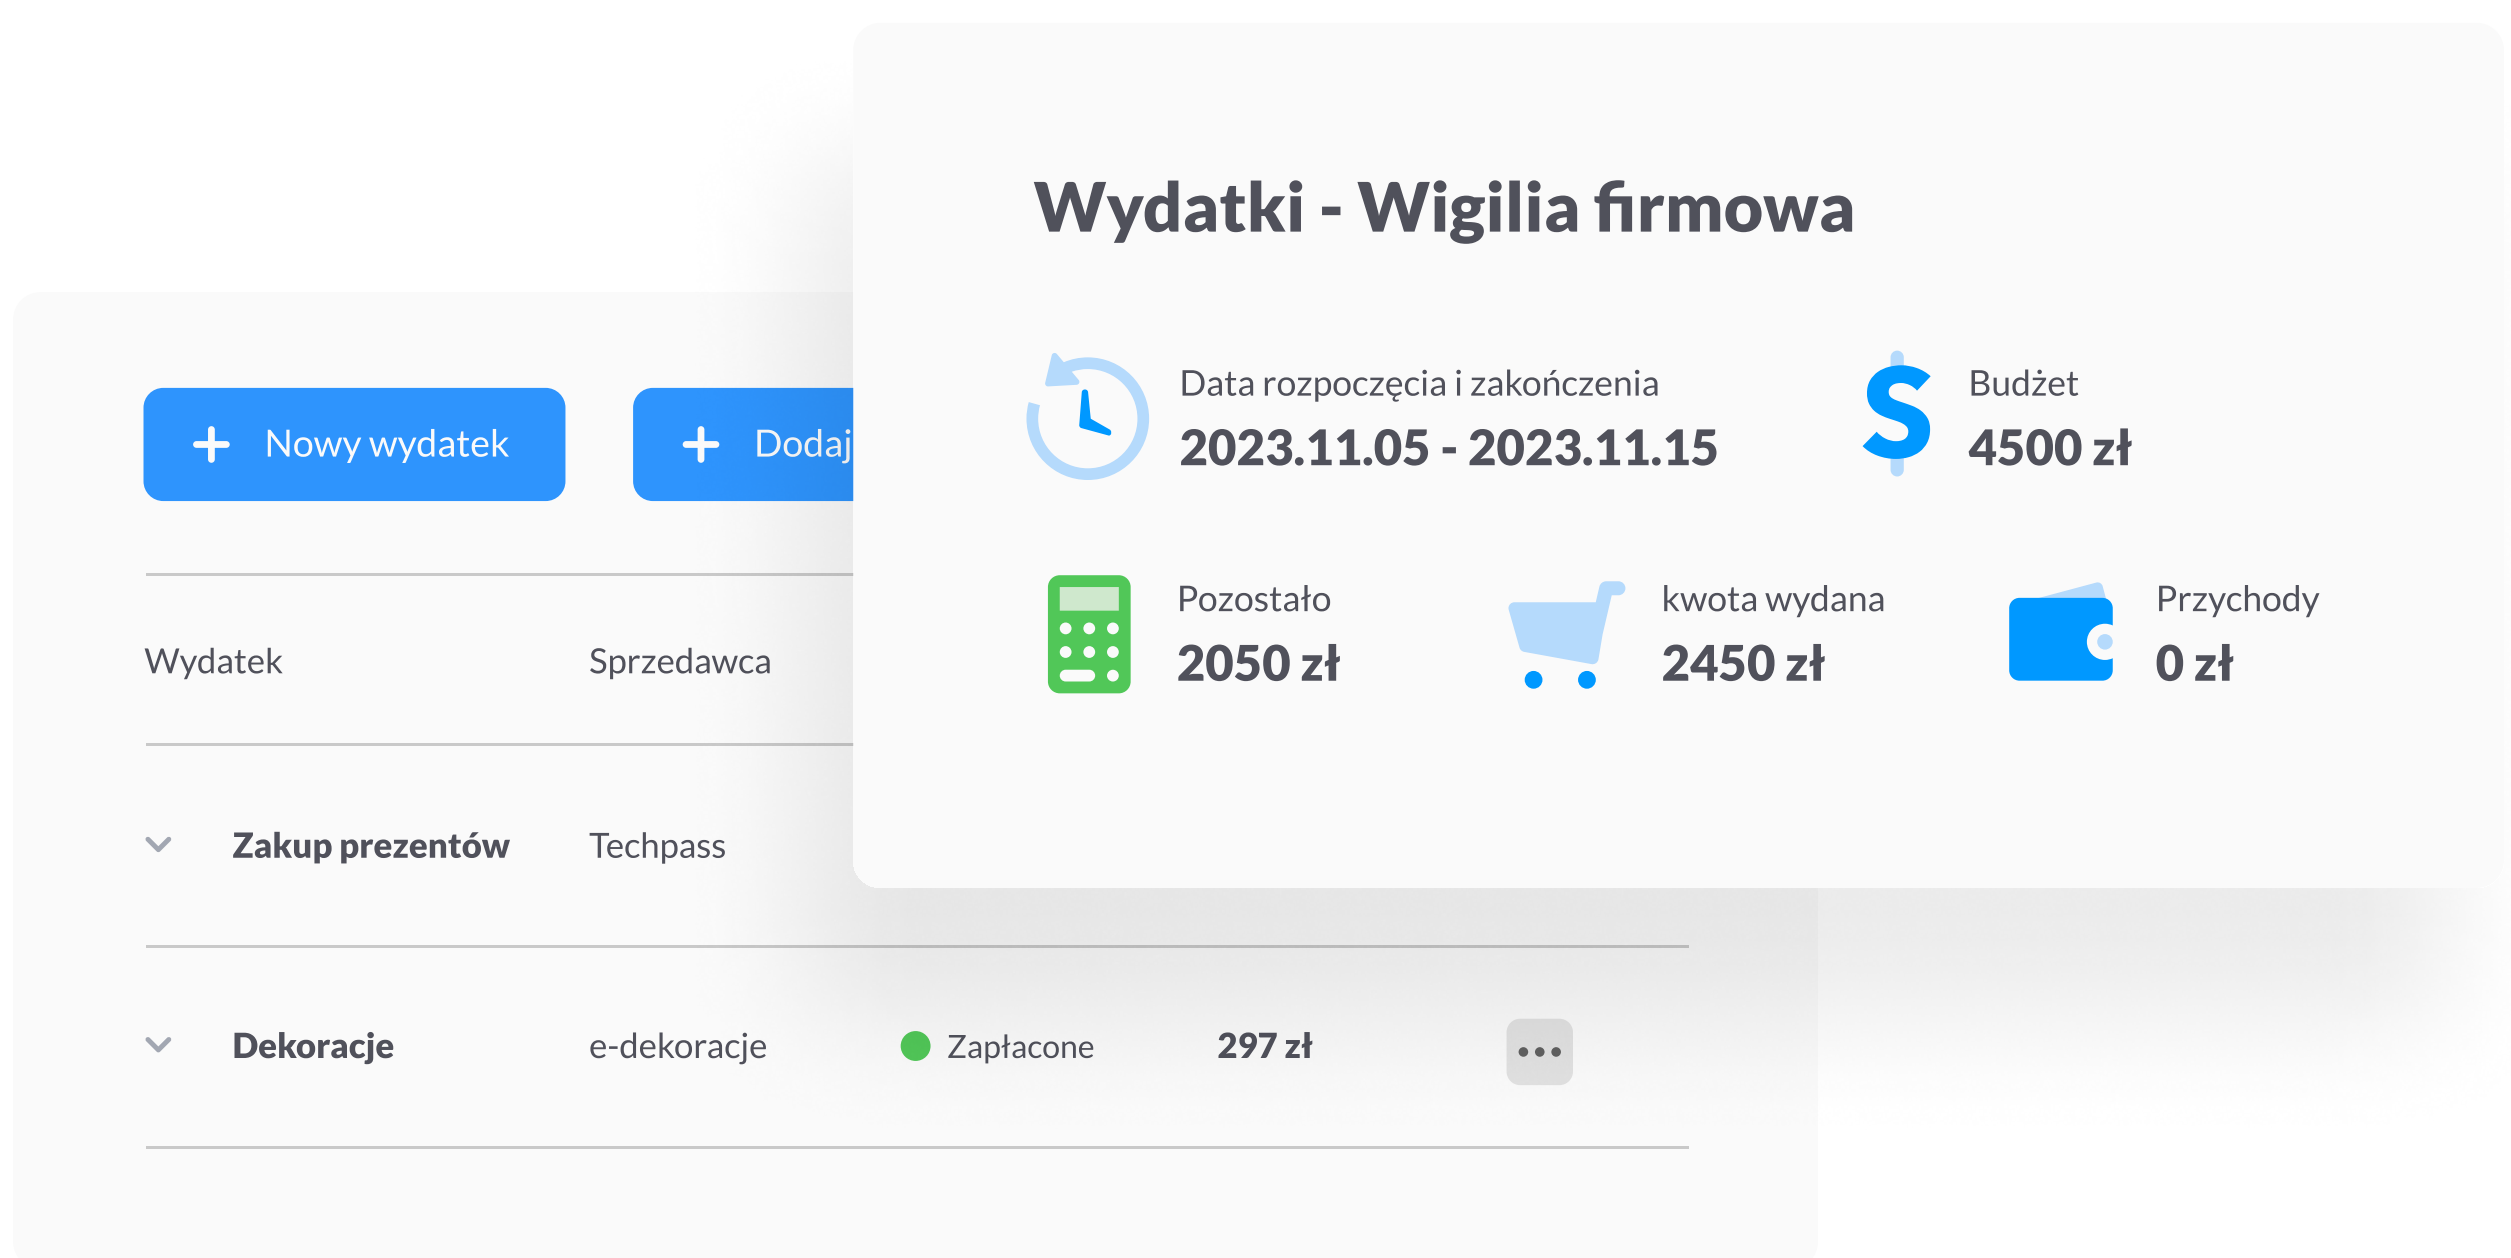 Wydatki - Wigilia firmowa
Data rozpoczęcia i zakończenia
2023.11.05 - 2023.11.15
Budżet
4500 zł
Pozostało
2050 zł
kwota wydana
2450 zł
Przychody
0 zł
Nowy wydatek
Dodaj
Wydatek Sprzedawca
Zakup prezentów Techpass
Dekoracje e-dekoracje Zapłacone 297 zł